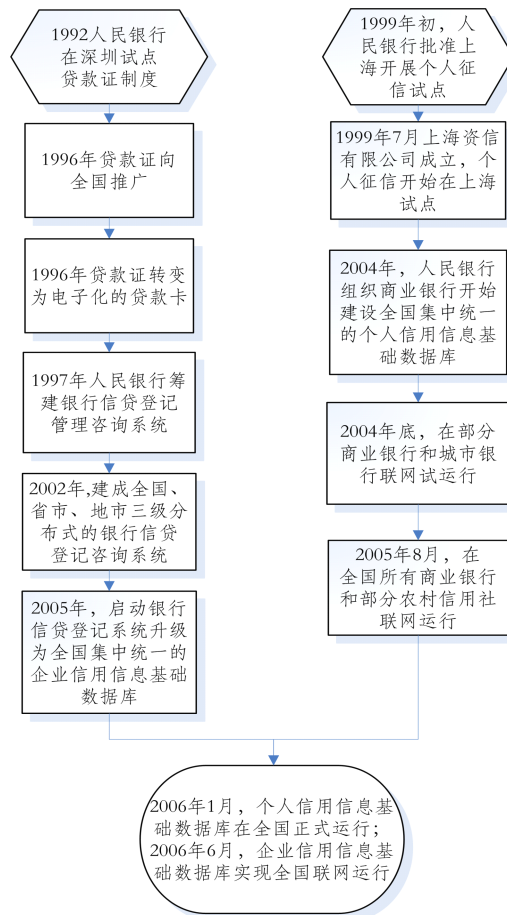 1992人民银行
在深圳试点
贷款证制度
1996年贷款证向
全国推广
1996年贷款证转变
为电子化的贷款卡
1997年人民银行筹
建银行信贷登记
管理咨询系统
2002年,建成全国、
省市、地市三级分
布式的银行信贷
登记咨询系统
2005年，启动银行
信贷登记系统升级
为全国集中统一的
企业信用信息基础
数据库
1999年初，人
民银行批准上
海开展个人征
信试点
1999年7月上海资信
有限公司成立，个
人征信开始在上海
试点
2004年，人民银行
组织商业银行开始
建设全国集中统一
的个人信用信息基
础数据库
2004年底，在部分
商业银行和城市银
行联网试运行
2005年8月，在
全国所有商业银行
和部分农村信用社
联网运行
2006年1月，个人信用信息基
础数据库在全国正式运行；
2006年6月，企业信用信息基
础数据库实现全国联网运行